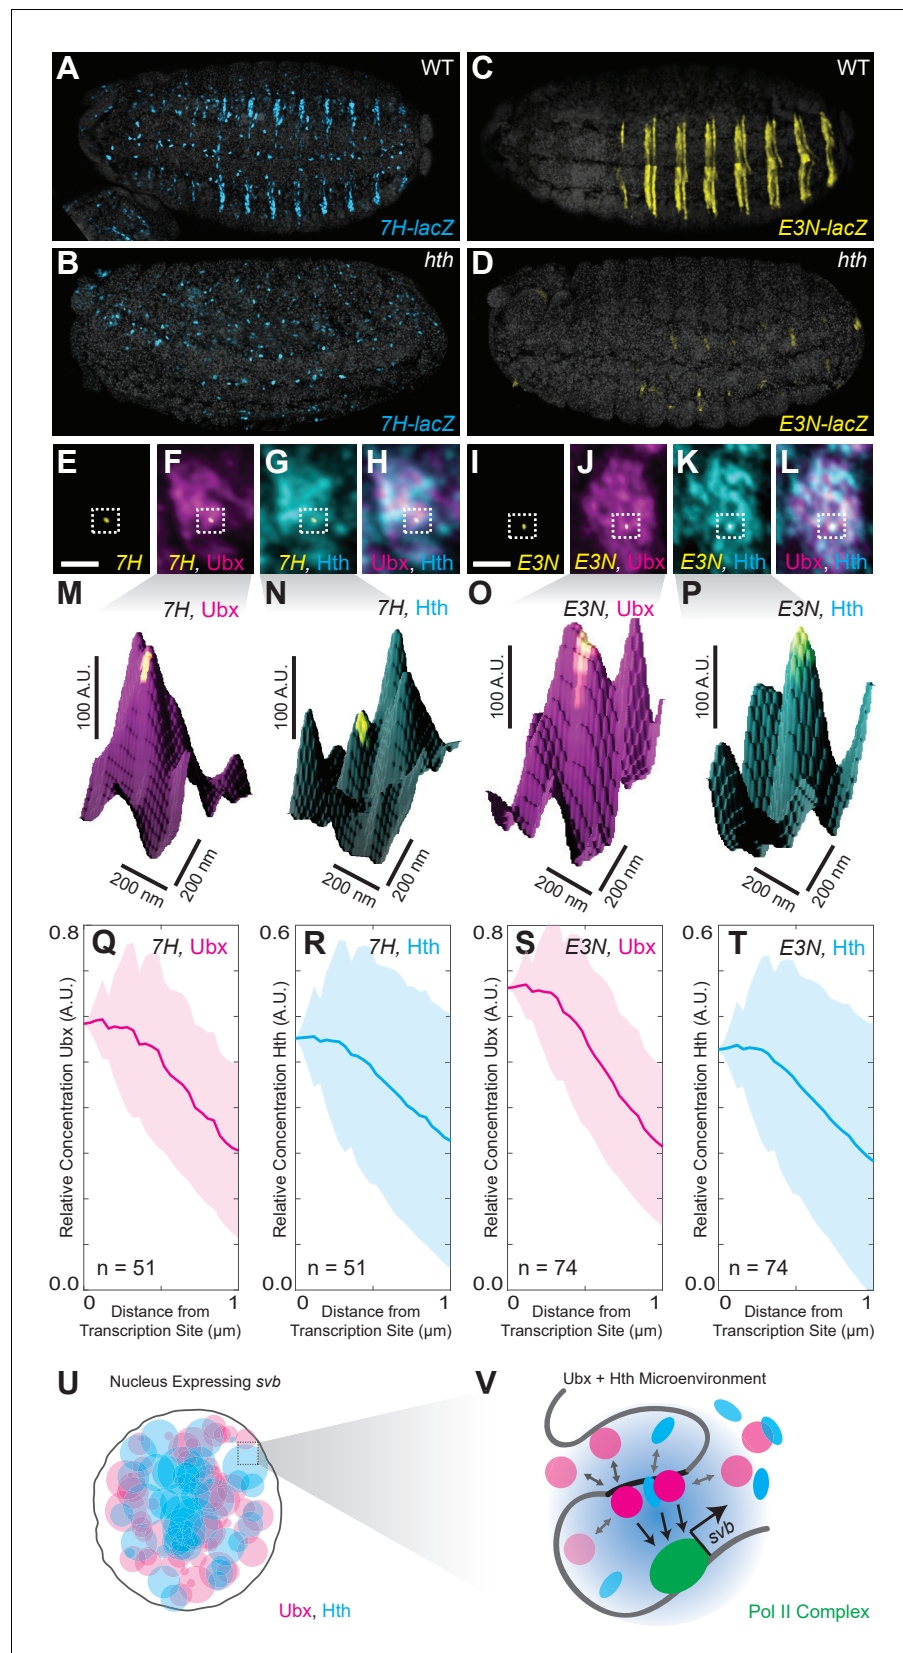 A WT
7H-lacZ
C WT
E3N-lacZ
B hth
7H-lacZ
D hth
E3N-lacZ
E
7H
F
7H, Ubx
G
7H, Hth
H
Ubx, Hth
I
E3N
J
E3N, Ubx
K
E3N, Hth
L
Ubx, Hth
M
7H, Ubx
100 A.U.
200 nm
200 nm
N
7H, Hth
100 A.U.
200 nm
200 nm
O
E3N, Ubx
100 A.U.
200 nm
200 nm
P
E3N, Hth
100 A.U.
200 nm
200 nm
Q 7H, Ubx
0.8
Relative Concentration Ubx (A.U.)
n = 51
0.0
0 1
Distance from
Transcription Site (μm)
R 7H, Hth
0.6
Relative Concentration Hth (A.U.)
n = 51
0.0
0 1
Distance from
Transcription Site (μm)
S E3N, Ubx
0.8
Relative Concentration Ubx (A.U.)
n = 74
0.0
0 1
Distance from
Transcription Site (μm)
T E3N, Hth
0.6
Relative Concentration Hth (A.U.)
n = 74
0.0
0 1
Distance from
Transcription Site (μm)
U Nucleus Expressing svb
Ubx, Hth
V Ubx + Hth Microenvironment
svb
Pol II Complex